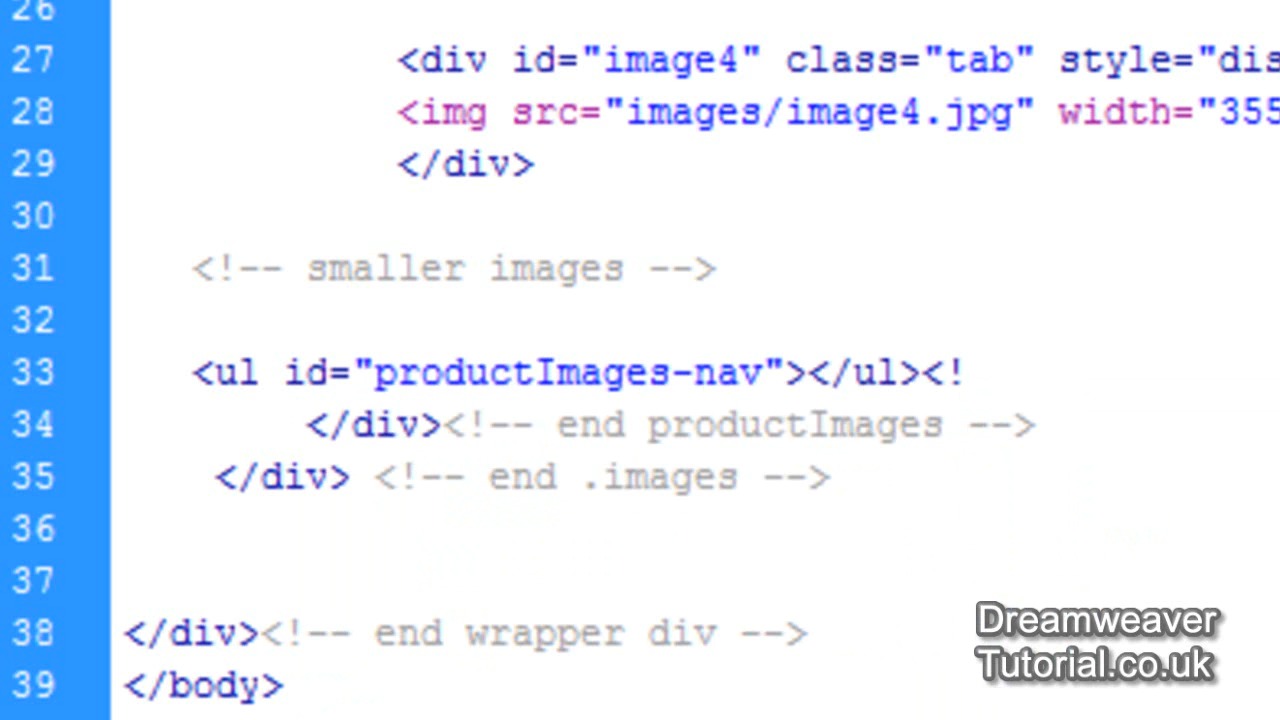 26
27 <div id="image4" class="tab" style="dis
28 <img src="images/image4.jpg" width="355
29 </div>
30
31 <!-- smaller images -->
32
33 <ul id="productImages-nav"></ul><!
34 </div><!-- end productImages -->
35 </div> <!-- end .images -->
36
37
38 </div><!-- end wrapper div -->
39 </body>
Dreamweaver
Tutorial.co.uk